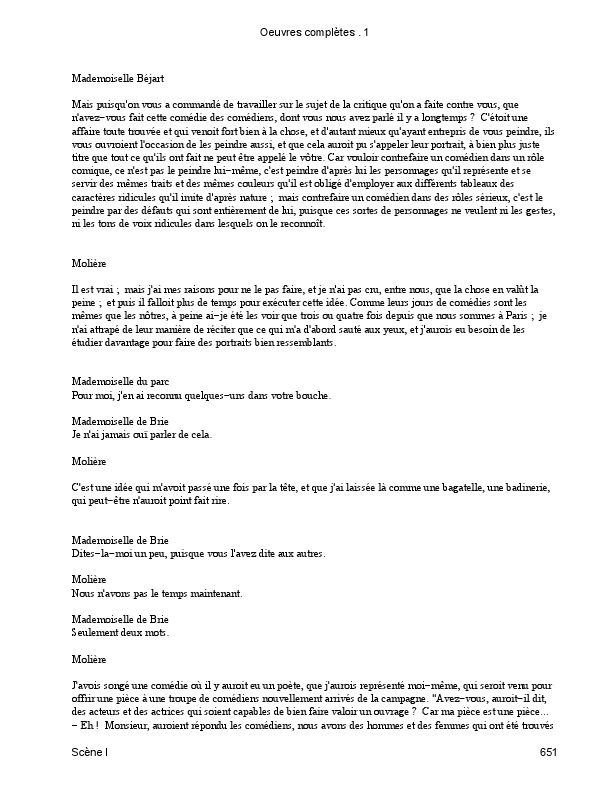 Oeuvres complètes . 1
Mademoiselle Béjart
Mais puisqu'on vous a commandé de travailler sur le sujet de la critique qu'on a faite contre vous, que
n'avez−vous fait cette comédie des comédiens, dont vous nous avez parlé il y a longtemps ?  C'étoit une
affaire toute trouvée et qui venoit fort bien à la chose, et d'autant mieux qu'ayant entrepris de vous peindre, ils
vous ouvroient l'occasion de les peindre aussi, et que cela auroit pu s'appeler leur portrait, à bien plus juste
titre que tout ce qu'ils ont fait ne peut être appelé le vôtre. Car vouloir contrefaire un comédien dans un rôle
comique, ce n'est pas le peindre lui−même, c'est peindre d'après lui les personnages qu'il représente et se
servir des mêmes traits et des mêmes couleurs qu'il est obligé d'employer aux différents tableaux des
caractères ridicules qu'il imite d'après nature ;  mais contrefaire un comédien dans des rôles sérieux, c'est le
peindre par des défauts qui sont entièrement de lui, puisque ces sortes de personnages ne veulent ni les gestes,
ni les tons de voix ridicules dans lesquels on le reconnoît.
Molière
Il est vrai ;  mais j'ai mes raisons pour ne le pas faire, et je n'ai pas cru, entre nous, que la chose en valût la
peine ;  et puis il falloit plus de temps pour exécuter cette idée. Comme leurs jours de comédies sont les
mêmes que les nôtres, à peine ai−je été les voir que trois ou quatre fois depuis que nous sommes à Paris ;  je
n'ai attrapé de leur manière de réciter que ce qui m'a d'abord sauté aux yeux, et j'aurois eu besoin de les
étudier davantage pour faire des portraits bien ressemblants.
Mademoiselle du parc
Pour moi, j'en ai reconnu quelques−uns dans votre bouche.
Mademoiselle de Brie
Je n'ai jamais ouï parler de cela.
Molière
C'est une idée qui m'avoit passé une fois par la tête, et que j'ai laissée là comme une bagatelle, une badinerie,
qui peut−être n'auroit point fait rire.
Mademoiselle de Brie
Dites−la−moi un peu, puisque vous l'avez dite aux autres.
Molière
Nous n'avons pas le temps maintenant.
Mademoiselle de Brie
Seulement deux mots.
Molière
J'avois songé une comédie où il y auroit eu un poète, que j'aurois représenté moi−même, qui seroit venu pour
offrir une pièce à une troupe de comédiens nouvellement arrivés de la campagne. "Avez−vous, auroit−il dit,
des acteurs et des actrices qui soient capables de bien faire valoir un ouvrage ?  Car ma pièce est une pièce...
− Eh !  Monsieur, auroient répondu les comédiens, nous avons des hommes et des femmes qui ont été trouvés
Scène I 651